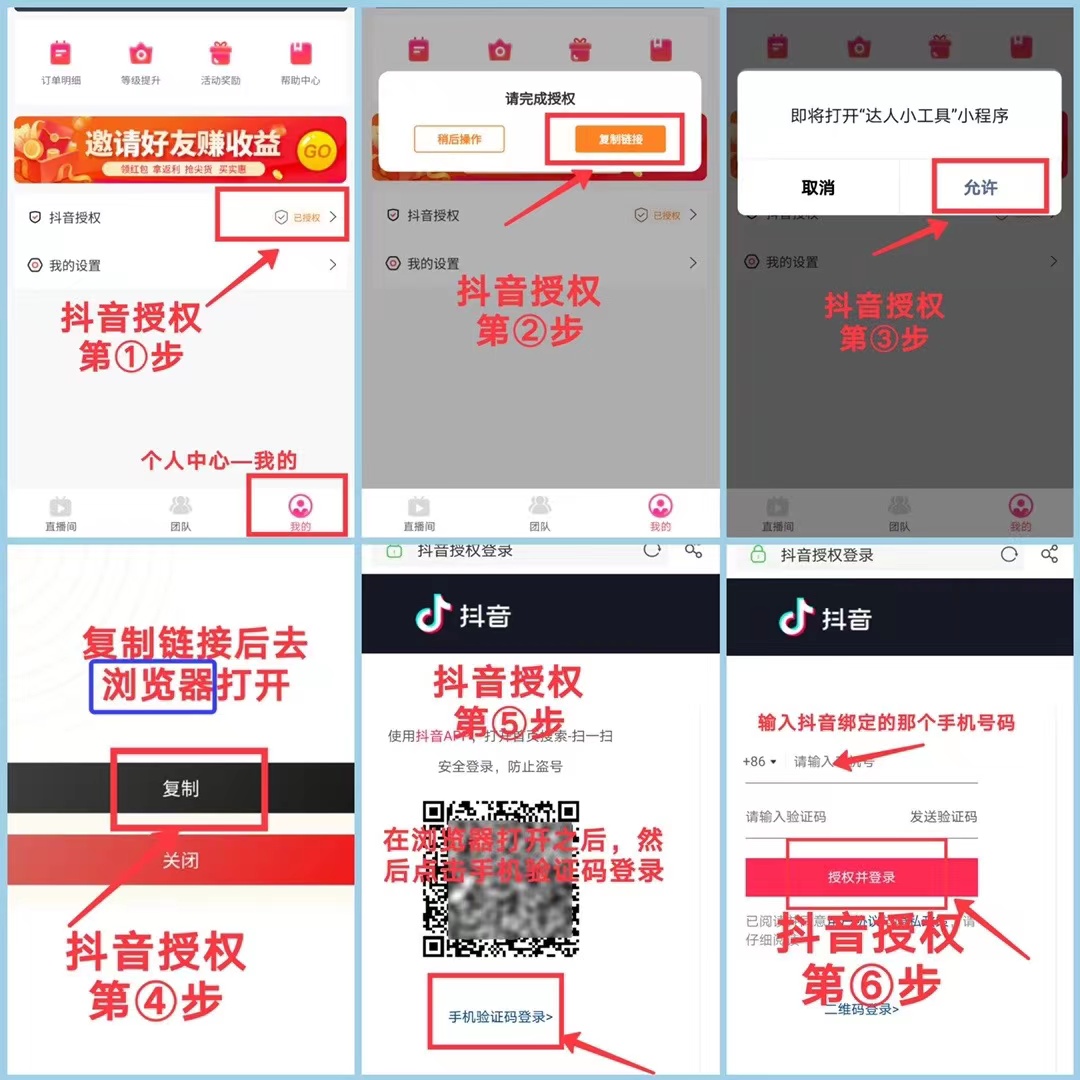 订单明细
等级提升
活动奖励
帮助中心
邀请好友赚收益
GO
领红包 拿返利 抢尖货 买实惠
抖音授权
已授权
我的设置
抖音授权
第①步
个人中心—我的
直播间
团队
我的
请完成授权
稍后操作
复制链接
抖音授权
已授权
我的设置
抖音授权
第②步
直播间
团队
我的
即将打开“达人小工具”小程序
取消
允许
抖音授权
我的设置
抖音授权
第③步
直播间
团队
我的
复制链接后去
浏览器打开
复制
关闭
抖音授权
第④步
抖音授权登录
抖音
抖音授权
第⑤步
使用抖音APP，打开首页搜索-扫一扫
安全登录，防止盗号
在浏览器打开之后，然
后点击手机验证码登录
手机验证码登录>
抖音授权登录
抖音
输入抖音绑定的那个手机号码
+86
请输入手机号
请输入验证码
发送验证码
授权并登录
已阅读
仔细阅读
抖音授权
第⑥步
二维码登录>